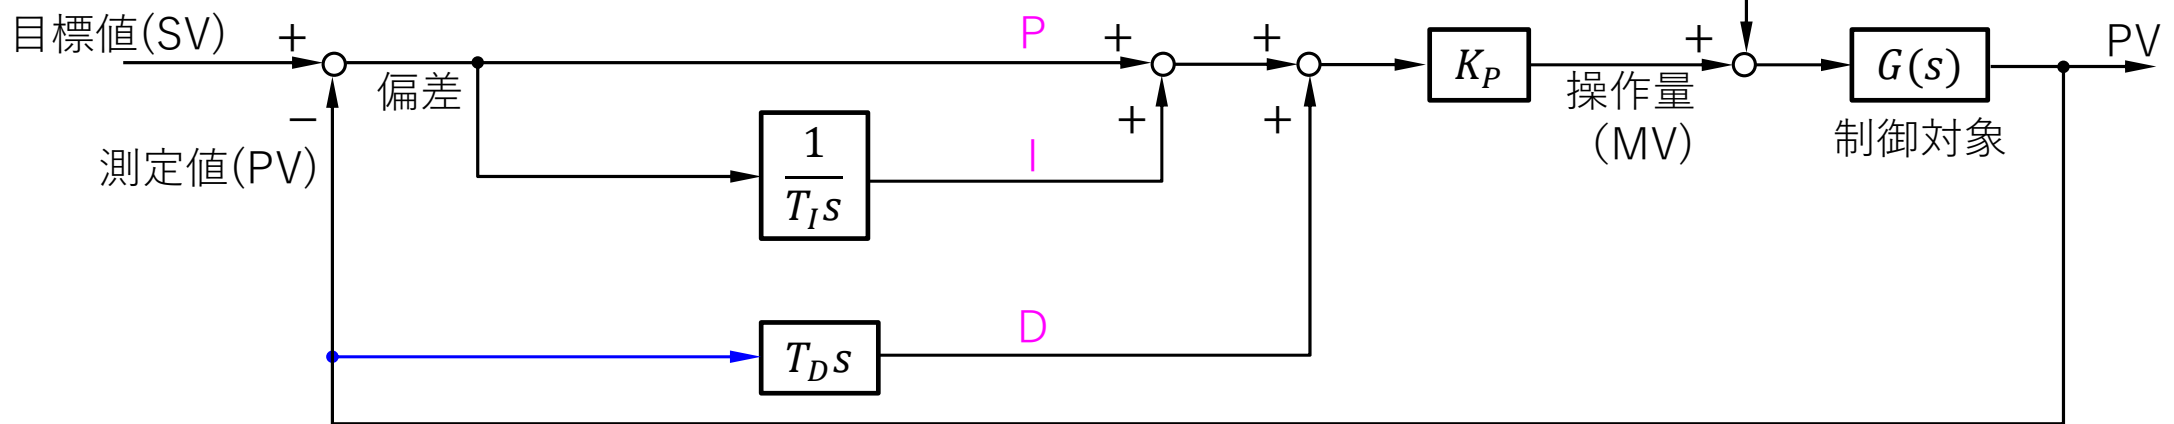 目標値(SV)
+
−
測定値(PV)
偏差
P
+
+
I
1
T_I s
D
T_D s
+
+
K_P
操作量
(MV)
+
G(s)
制御対象
PV